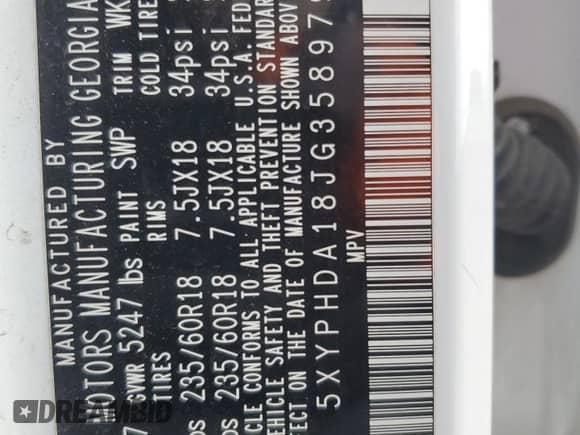 MANUFACTURED BY
MOTORS MANUFACTURING GEORGIA
7 GVWR 5247 lbs PAINT SWP TRIM WK
TIRES RIMS COLD TIRE
235/60R18 7.5JX18 34psi
235/60R18 7.5JX18 34psi
CONFORMS TO ALL APPLICABLE U.S.A. FED
VEHICLE SAFETY AND THEFT PREVENTION STANDAR
ON THE DATE OF MANUFACTURE SHOWN ABOV
5XYPHDA18JG35897
MPV
DREAMBID